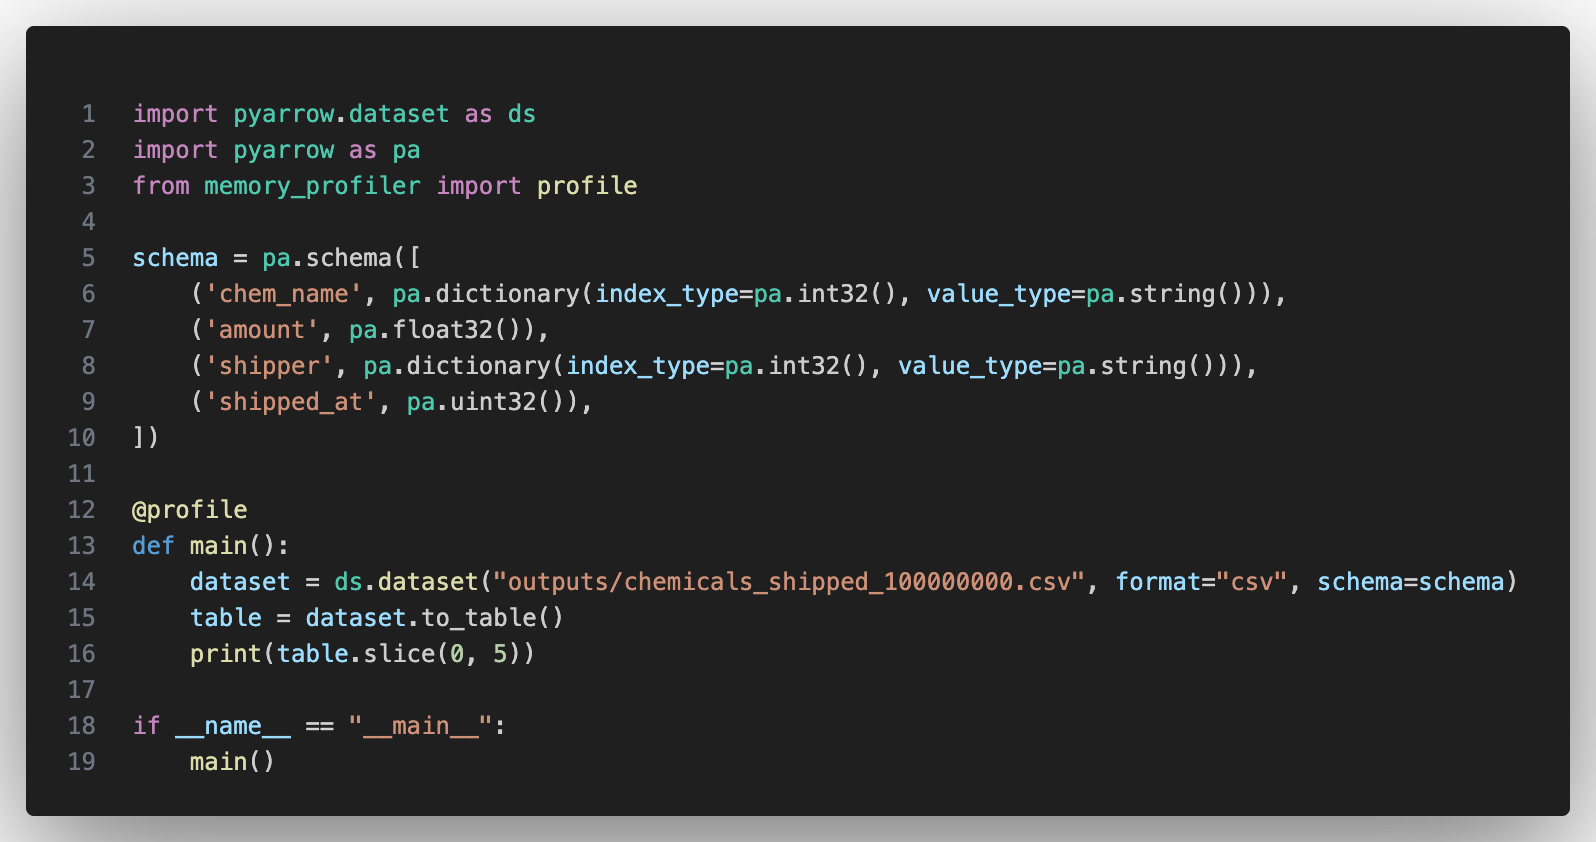 1 import pyarrow.dataset as ds
2 import pyarrow as pa
3 from memory_profiler import profile
4
5 schema = pa.schema([
6     ('chem_name', pa.dictionary(index_type=pa.int32(), value_type=pa.string())),
7     ('amount', pa.float32()),
8     ('shipper', pa.dictionary(index_type=pa.int32(), value_type=pa.string())),
9     ('shipped_at', pa.uint32()),
10 ])
11
12 @profile
13 def main():
14     dataset = ds.dataset("outputs/chemicals_shipped_100000000.csv", format="csv", schema=schema)
15     table = dataset.to_table()
16     print(table.slice(0, 5))
17
18 if __name__ == "__main__":
19     main()